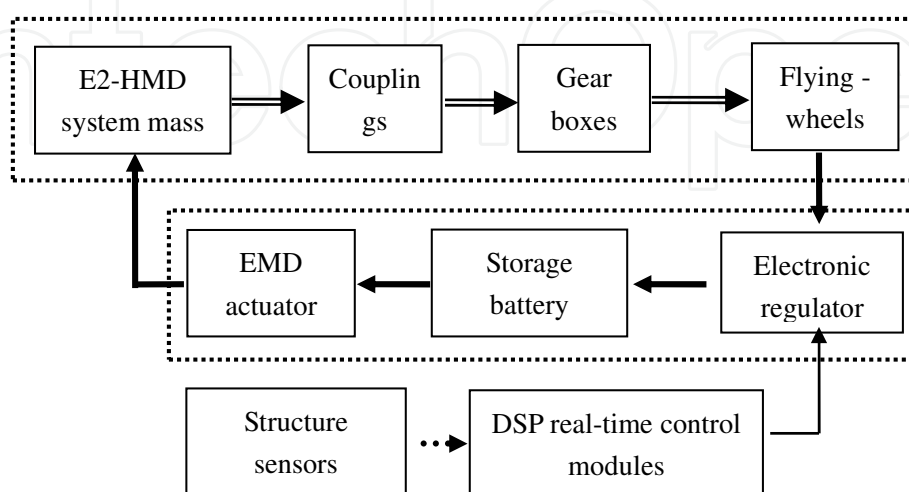 E2-HMD
system mass
Couplin
gs
Gear
boxes
Flying -
wheels
EMD
actuator
Storage
battery
Electronic
regulator
Structure
sensors
DSP real-time control
modules